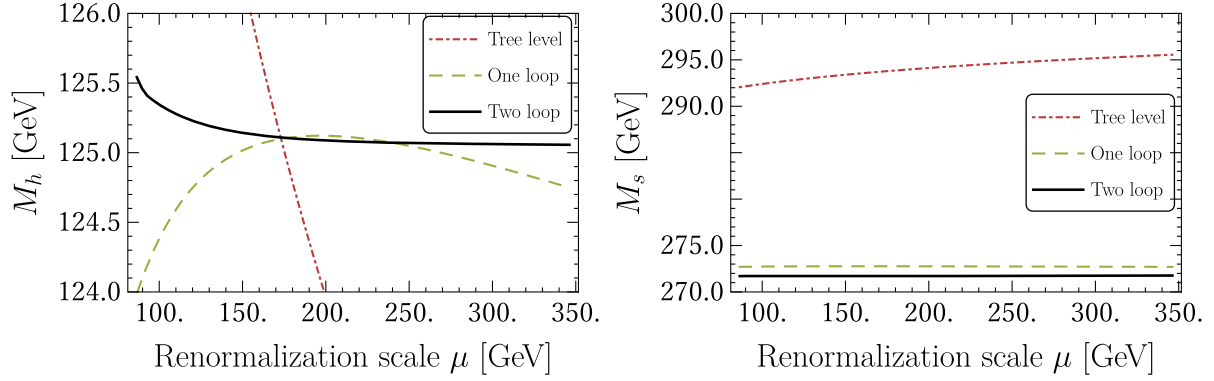 126.0
125.5
125.0
124.5
124.0
M_h [GeV]
Tree level
One loop
Two loop
100. 150. 200. 250. 300. 350.
Renormalization scale μ [GeV]
300.0
295.0
290.0
275.0
270.0
M_s [GeV]
Tree level
One loop
Two loop
100. 150. 200. 250. 300. 350.
Renormalization scale μ [GeV]